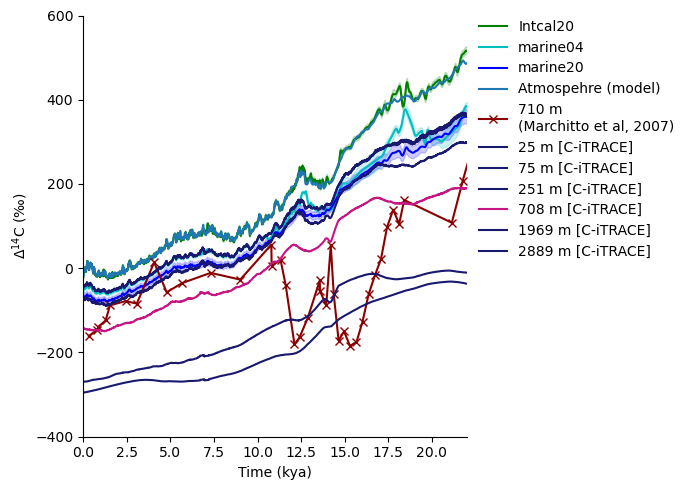 600
400
200
0
−200
−400
Δ¹⁴C (‰)
0.0 2.5 5.0 7.5 10.0 12.5 15.0 17.5 20.0
Time (kya)
Intcal20
marine04
marine20
Atmospehre (model)
710 m
(Marchitto et al, 2007)
25 m [C-iTRACE]
75 m [C-iTRACE]
251 m [C-iTRACE]
708 m [C-iTRACE]
1969 m [C-iTRACE]
2889 m [C-iTRACE]